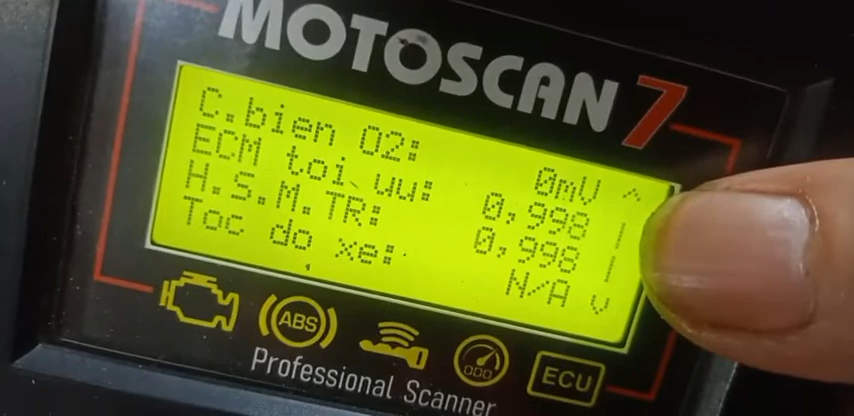 MOTOSCAN 7
C.bien O2: 0mV ^
ECM toi uu: 0,998 |
H.S.M.TR: 0,998 |
Toc do xe: N/A v
ABS
ODO
ECU
Professional Scanner